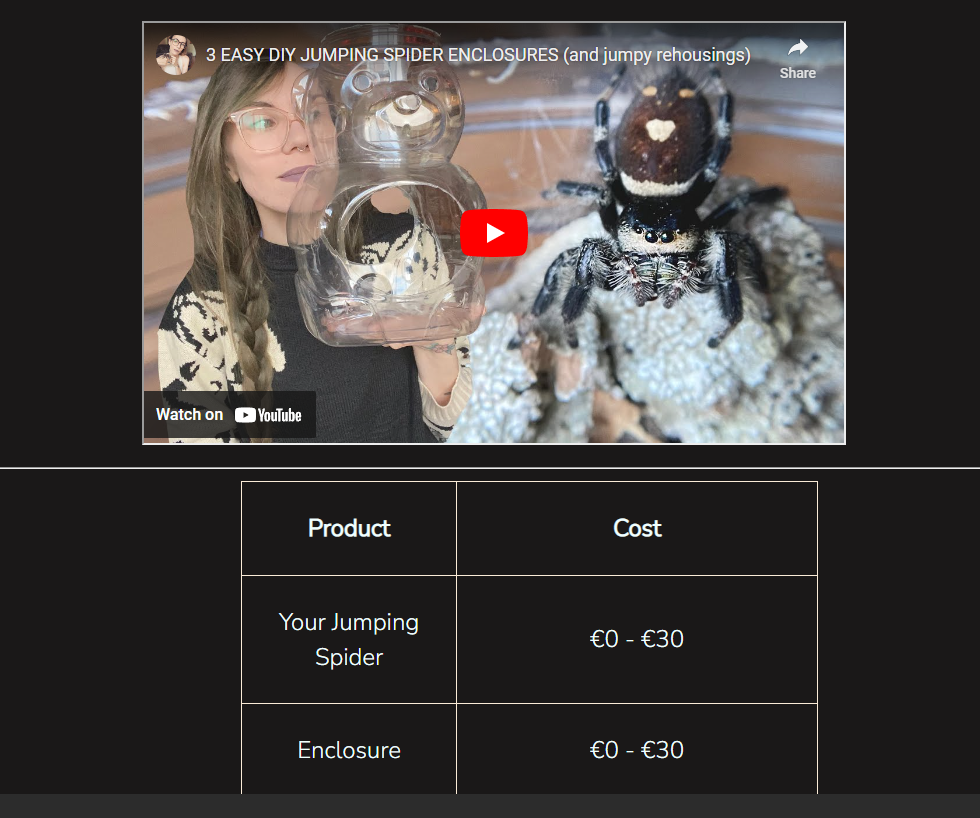 3 EASY DIY JUMPING SPIDER ENCLOSURES (and jumpy rehousings)
Share
Watch on YouTube
Product
Cost
Your Jumping
Spider
€0 - €30
Enclosure
€0 - €30